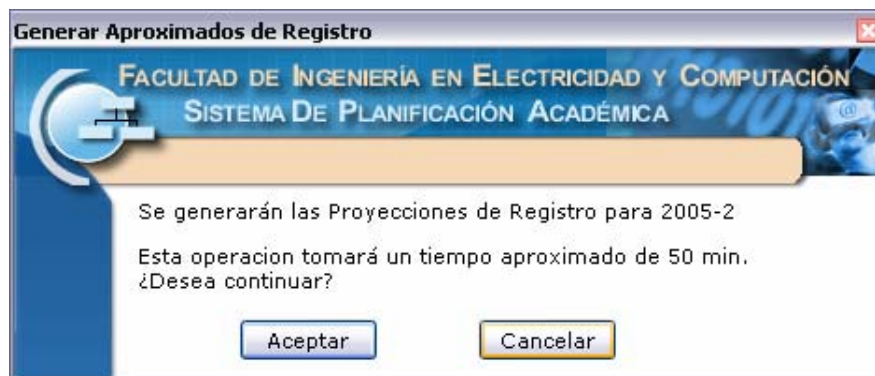 Generar Aproximados de Registro
FACULTAD DE INGENIERÍA EN ELECTRICIDAD Y COMPUTACIÓN
SISTEMA DE PLANIFICACIÓN ACADÉMICA
Se generarán las Proyecciones de Registro para 2005-2
Esta operacion tomará un tiempo aproximado de 50 min.
¿Desea continuar?
Aceptar Cancelar